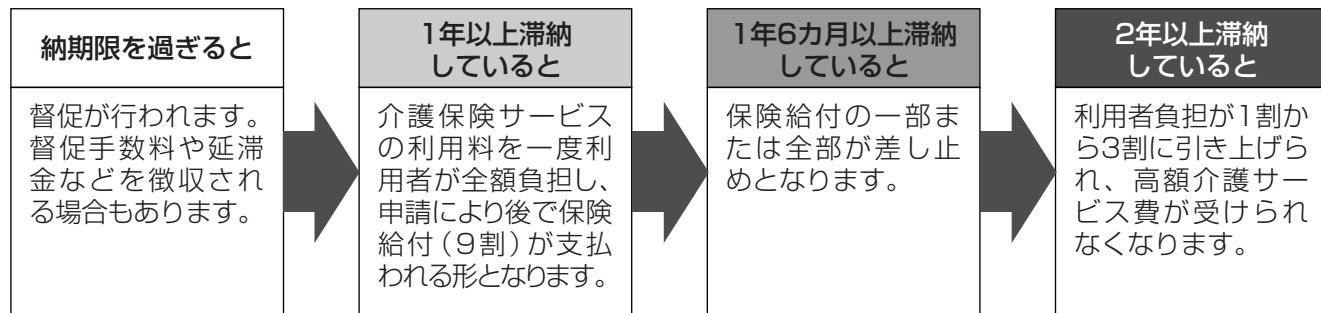 納期限を過ぎると
督促が行われます。
督促手数料や延滞
金などを徴収され
る場合もあります。
1年以上滞納
していると
介護保険サービス
の利用料を一度利
用者が全額負担し、
申請により後で保険
給付(9割)が支払
われる形となります。
1年6カ月以上滞納
していると
保険給付の一部ま
たは全部が差し止
めとなります。
2年以上滞納
していると
利用者負担が1割か
ら3割に引き上げら
れ、高額介護サー
ビス費が受けられ
なくなります。